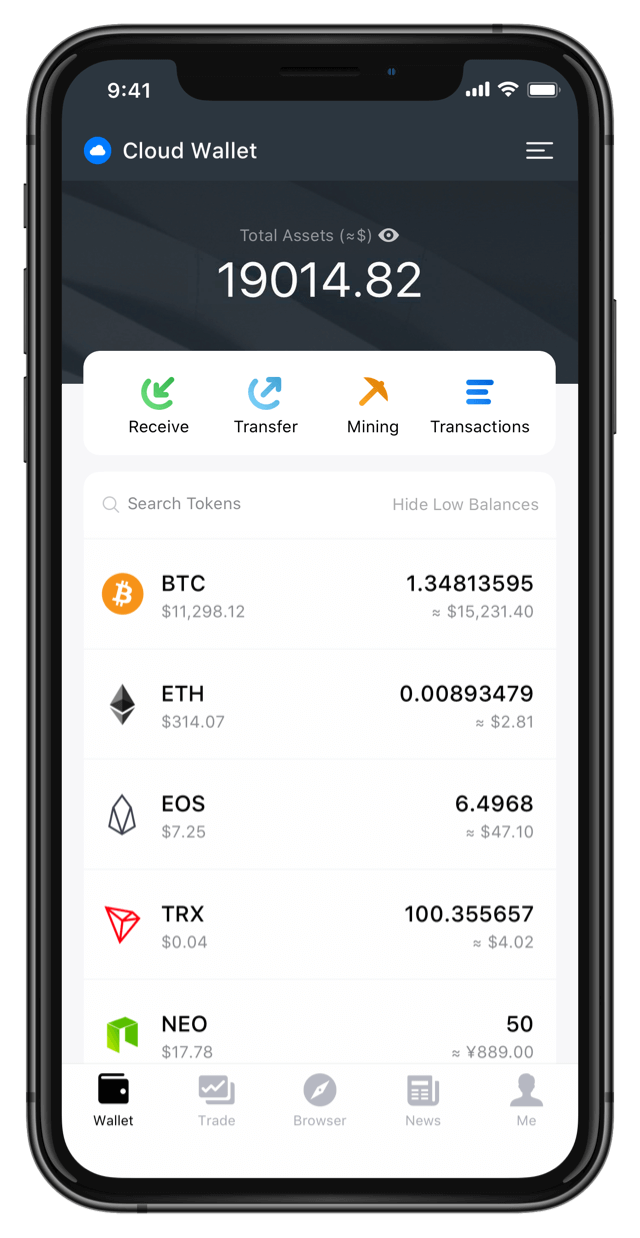 9:41
Cloud Wallet
Total Assets (≈$)
19014.82
Receive Transfer Mining Transactions
Search Tokens Hide Low Balances
BTC 1.34813595
$11,298.12 ≈ $15,231.40
ETH 0.00893479
$314.07 ≈ $2.81
EOS 6.4968
$7.25 ≈ $47.10
TRX 100.355657
$0.04 ≈ $4.02
NEO 50
$17.78 ≈ ¥889.00
Wallet Trade Browser News Me